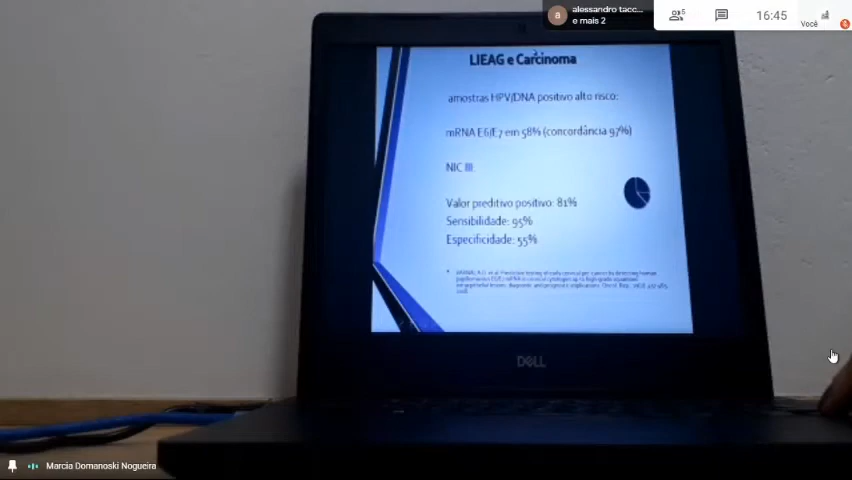 alessandro tacc...
e mais 2
5
16:45
Você
LIEAG e Carcinoma
amostras HPV/DNA positivo alto risco:
mRNA E6/E7 em 58% (concordância 97%)
NIC III
Valor preditivo positivo: 81%
Sensibilidade: 95%
Especificidade: 55%
DELL
Marcia Domanoski Nogueira